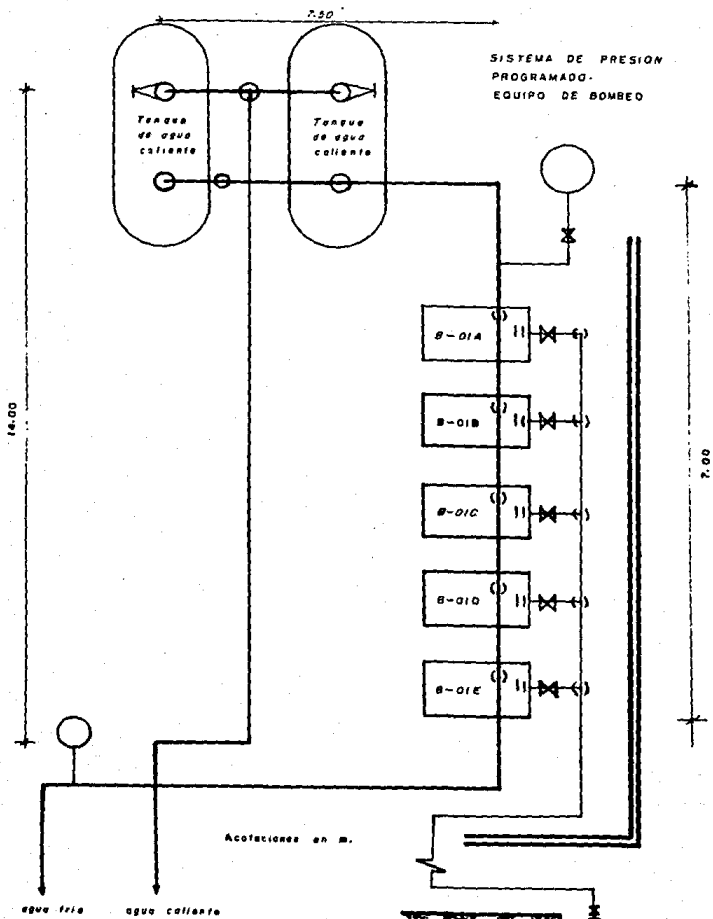 7.50
SISTEMA DE PRESION
PROGRAMADO-
EQUIPO DE BOMBEO
Tanque
de agua
caliente
Tanque
de agua
caliente
B-01A
B-01B
B-01C
B-01D
B-01E
14.00
7.00
Acotaciones en m.
agua fria
agua caliente